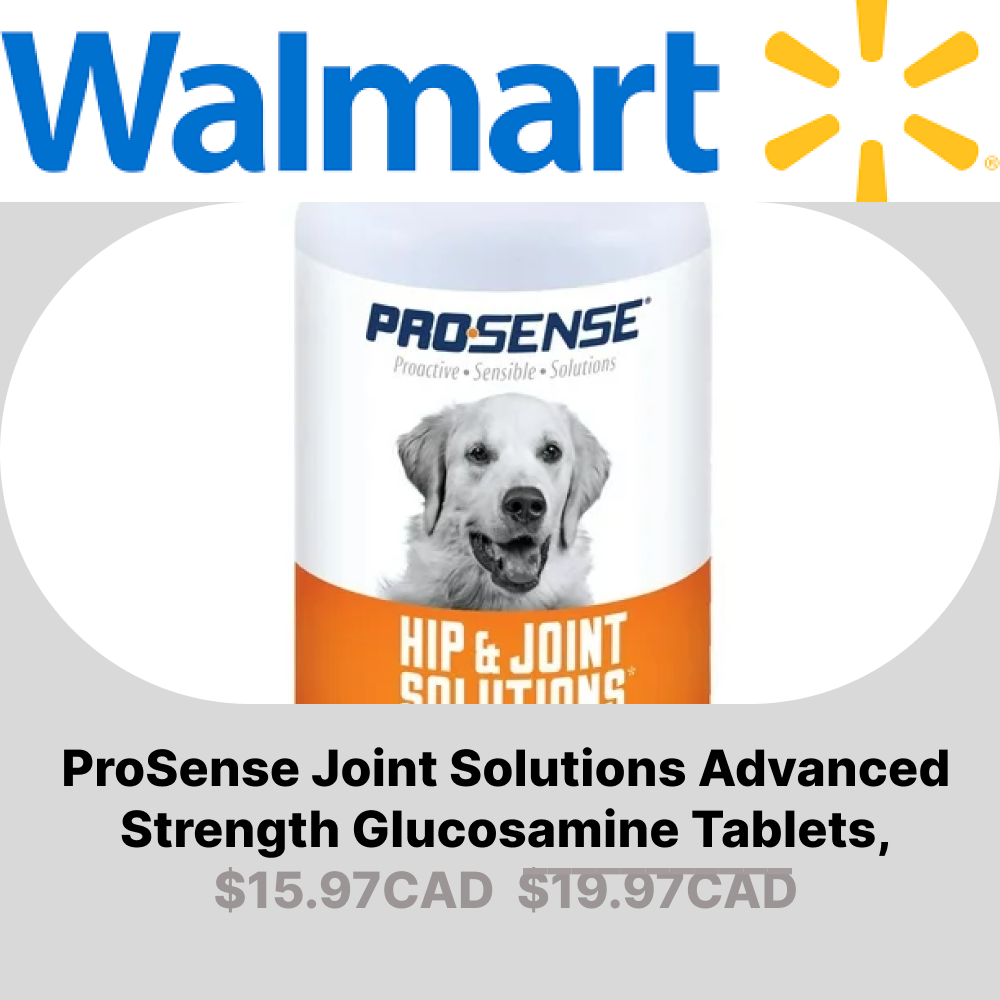 Walmart
®
PRO·SENSE®
Proactive • Sensible • Solutions
HIP & JOINT
SOLUTIONS*
ProSense Joint Solutions Advanced
Strength Glucosamine Tablets,
$15.97CAD $19.97CAD